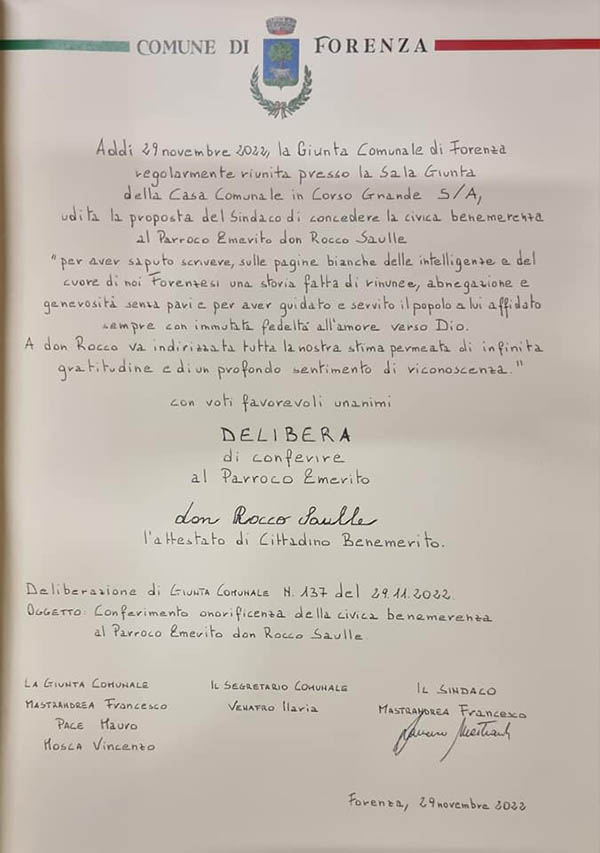 COMUNE DI FORENZA
Addì 29 novembre 2022, la Giunta Comunale di Forenza
regolarmente riunita presso la Sala Giunta
della Casa Comunale in Corso Grande S/A,
udita la proposta del Sindaco di concedere la civica benemerenza
al Parroco Emerito don Rocco Saulle
"per aver saputo scrivere, sulle pagine bianche delle intelligenze e del
cuore di noi Forenzesi una storia fatta di rinunee, abnegazione e
generosità senza pari e per aver guidato e servito il popolo a lui affidato
sempre con immutata fedeltà all'amore verso Dio.
A don Rocco va indirizzata tutta la nostra stima permeata di infinita
gratitudine e di un profondo sentimento di riconoscenza."
con voti favorevoli unanimi
DELIBERA
di conferire
al Parroco Emerito
don Rocco Saulle
l'attestato di Cittadino Benemerito.
Deliberazione di GIUNTA COMUNALE N. 137 del 29.11.2022.
OGGETTO: Conferimento onorificenza della civica benemerenza
al Parroco Emerito don Rocco Saulle
LA GIUNTA COMUNALE IL SEGRETARIO COMUNALE IL SINDACO
MASTRANDREA Francesco VENAFRO Ilaria MASTRANDREA Francesco
PACE Mauro
MOSCA Vincenzo
Forenza, 29 novembre 2022